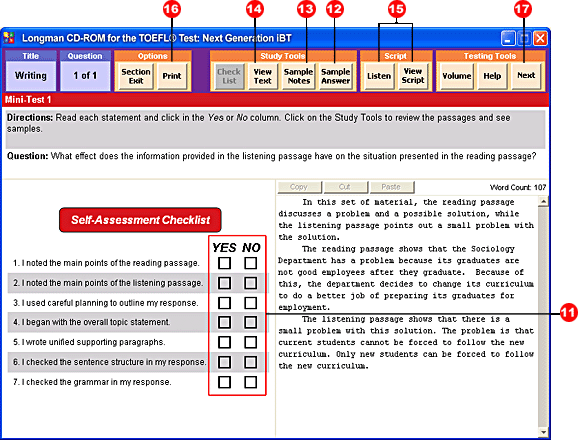 16 14 13 12 15 17
Longman CD-ROM for the TOEFL® Test: Next Generation iBT
Title Question Options Study Tools Script Testing Tools
Writing 1 of 1 Section Exit Print Check List View Text Sample Notes Sample Answer Listen View Script Volume Help Next
Mini-Test 1
Directions: Read each statement and click in the Yes or No column. Click on the Study Tools to review the passages and see
samples.
Question: What effect does the information provided in the listening passage have on the situation presented in the reading passage?
Copy Cut Paste Word Count: 107
Self-Assessment Checklist
YES NO
1. I noted the main points of the reading passage.
2. I noted the main points of the listening passage.
3. I used careful planning to outline my response.
4. I began with the overall topic statement.
5. I wrote unified supporting paragraphs.
6. I checked the sentence structure in my response.
7. I checked the grammar in my response.
In this set of material, the reading passage
discusses a problem and a possible solution, while
the listening passage points out a small problem with
the solution.
The reading passage shows that the Sociology
Department has a problem because its graduates are
not good employees after they graduate. Because of
this, the department decides to change its curriculum
to do a better job of preparing its graduates for
employment.
The listening passage shows that there is a
small problem with this solution. The problem is that
current students cannot be forced to follow the new
curriculum. Only new students can be forced to follow
the new curriculum.
11